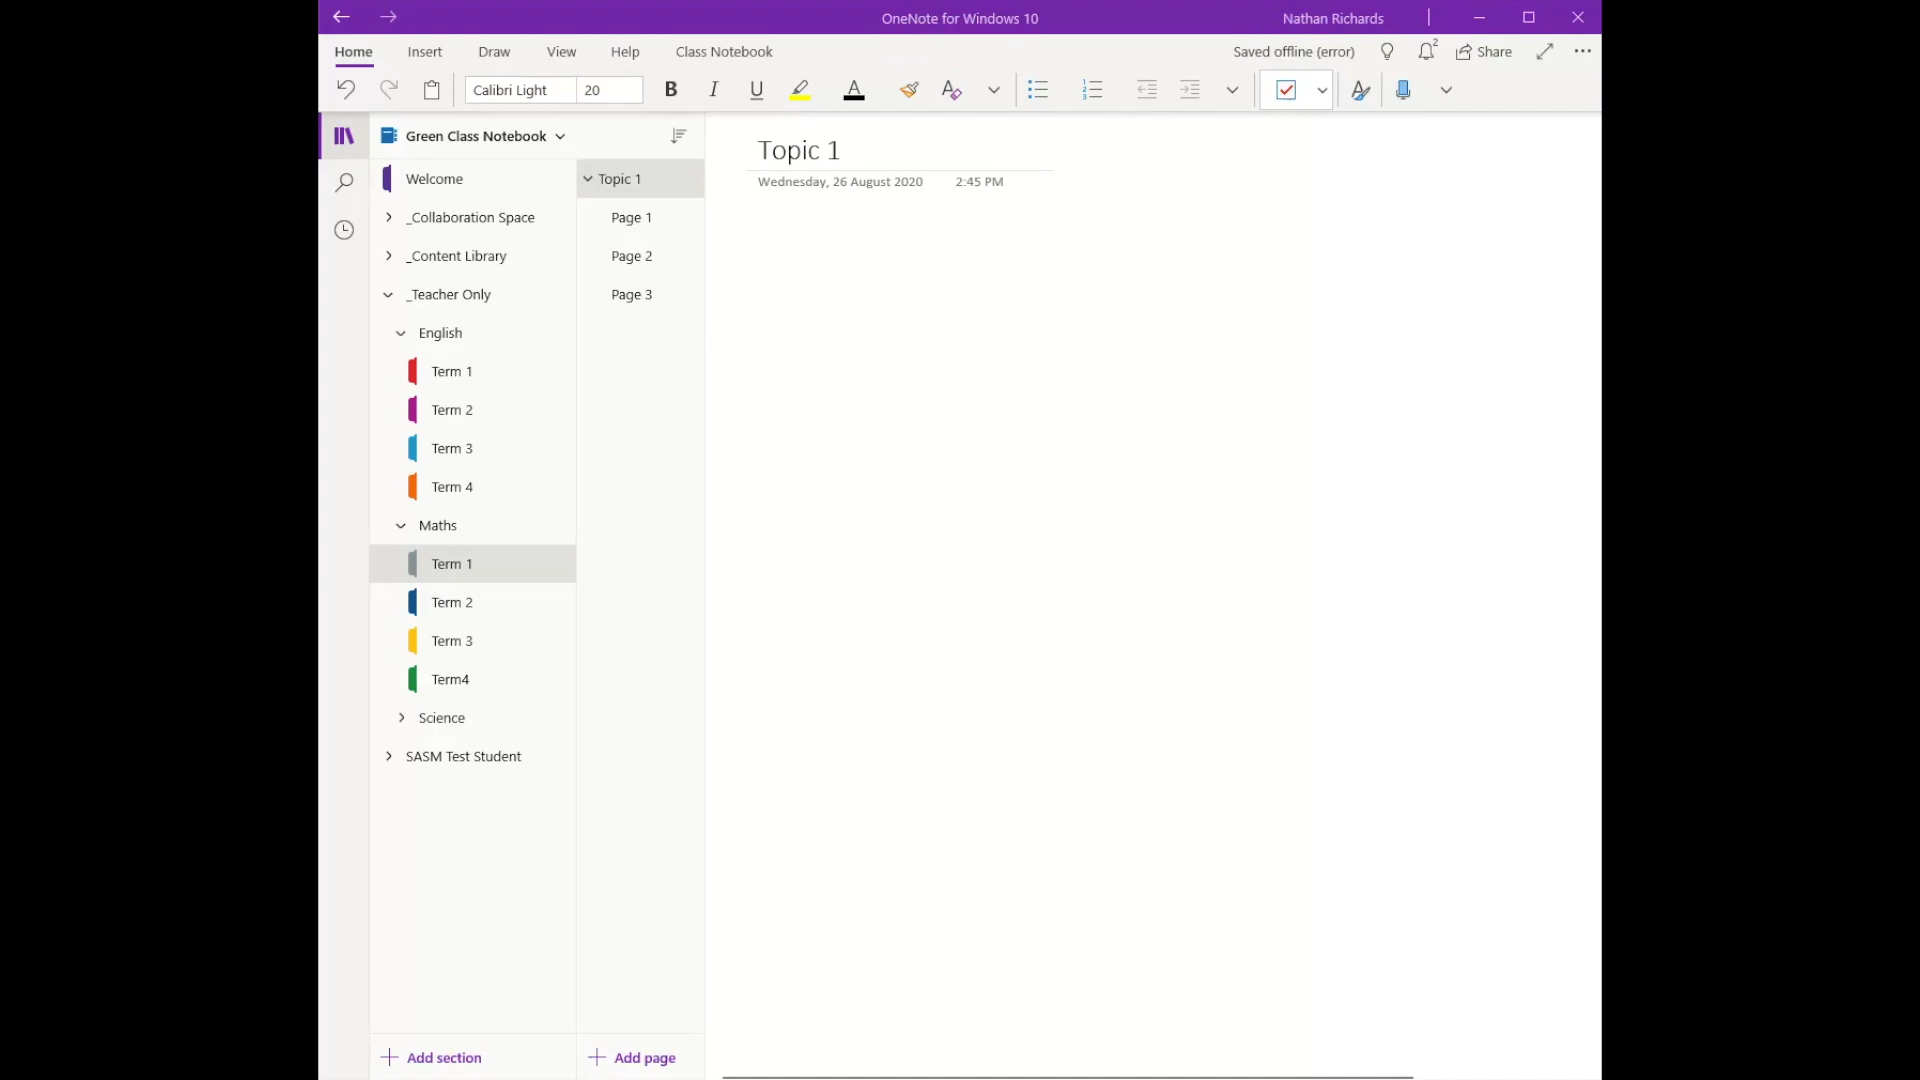 OneNote for Windows 10
Nathan Richards
Home Insert Draw View Help Class Notebook
Saved offline (error) 2 Share
Calibri Light 20 B I U A A
Green Class Notebook
Welcome
_Collaboration Space
_Content Library
_Teacher Only
English
Term 1
Term 2
Term 3
Term 4
Maths
Term 1
Term 2
Term 3
Term4
Science
SASM Test Student
Add section
Topic 1
Page 1
Page 2
Page 3
Add page
Topic 1
Wednesday, 26 August 2020 2:45 PM